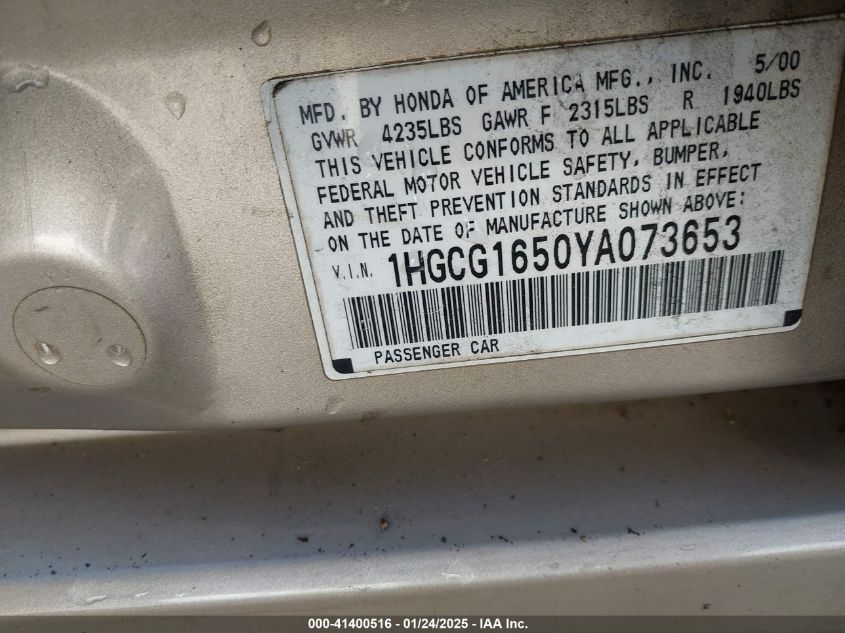 MFD. BY HONDA OF AMERICA MFG., INC. 5/00
GVWR 4235LBS GAWR F 2315LBS R 1940LBS
THIS VEHICLE CONFORMS TO ALL APPLICABLE
FEDERAL MOTOR VEHICLE SAFETY, BUMPER,
AND THEFT PREVENTION STANDARDS IN EFFECT
ON THE DATE OF MANUFACTURE SHOWN ABOVE:
V.I.N. 1HGCG1650YA073653
PASSENGER CAR
000-41400516 - 01/24/2025 - IAA Inc.